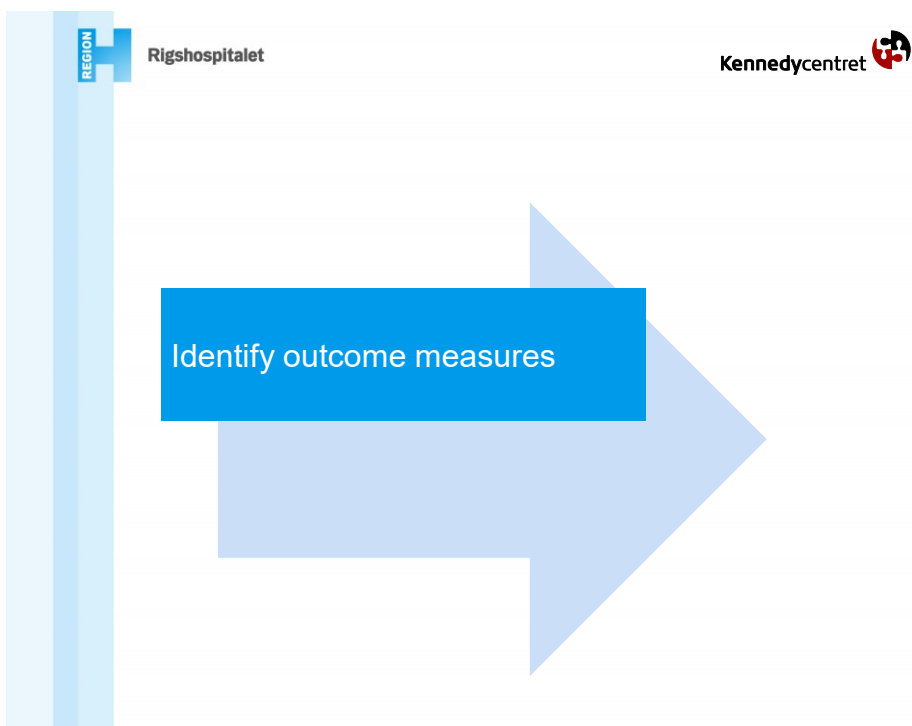 REGION
Rigshospitalet
Kennedycentret
Identify outcome measures